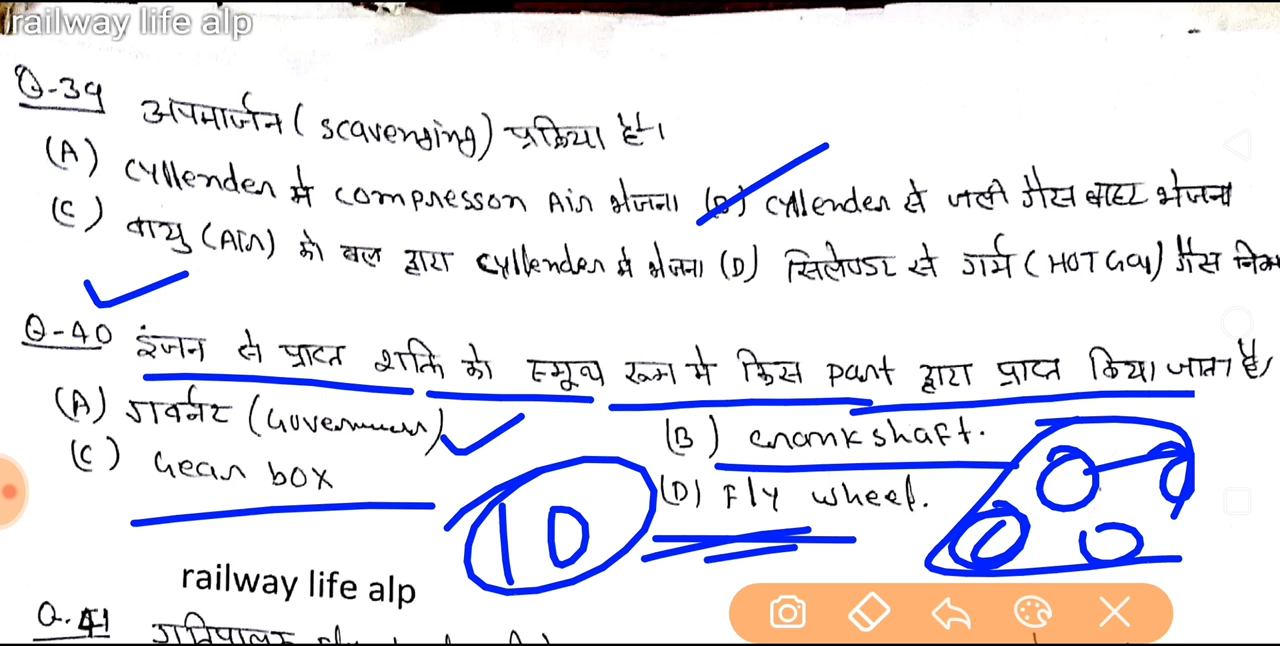 railway life alp
Q-39 अपमार्जन (scavenging) प्रक्रिया है।
(A) Cyllender में compresson Air भेजना (B) Cyllender से जली गैस बाहर भेजना
(C) वायु (Air) को बल द्वारा Cyllender में भेजना (D) सिलेण्डर से गर्म (HOT Gas) गैस
Q-40 इंजन से प्राप्त शक्ति को स्मूथ रूप में किस part द्वारा प्राप्त किया जाता है
(A) गवर्नर
(B) crankshaft.
(C) Gear box
(D) Fly wheel.
10
railway life alp
Q.41